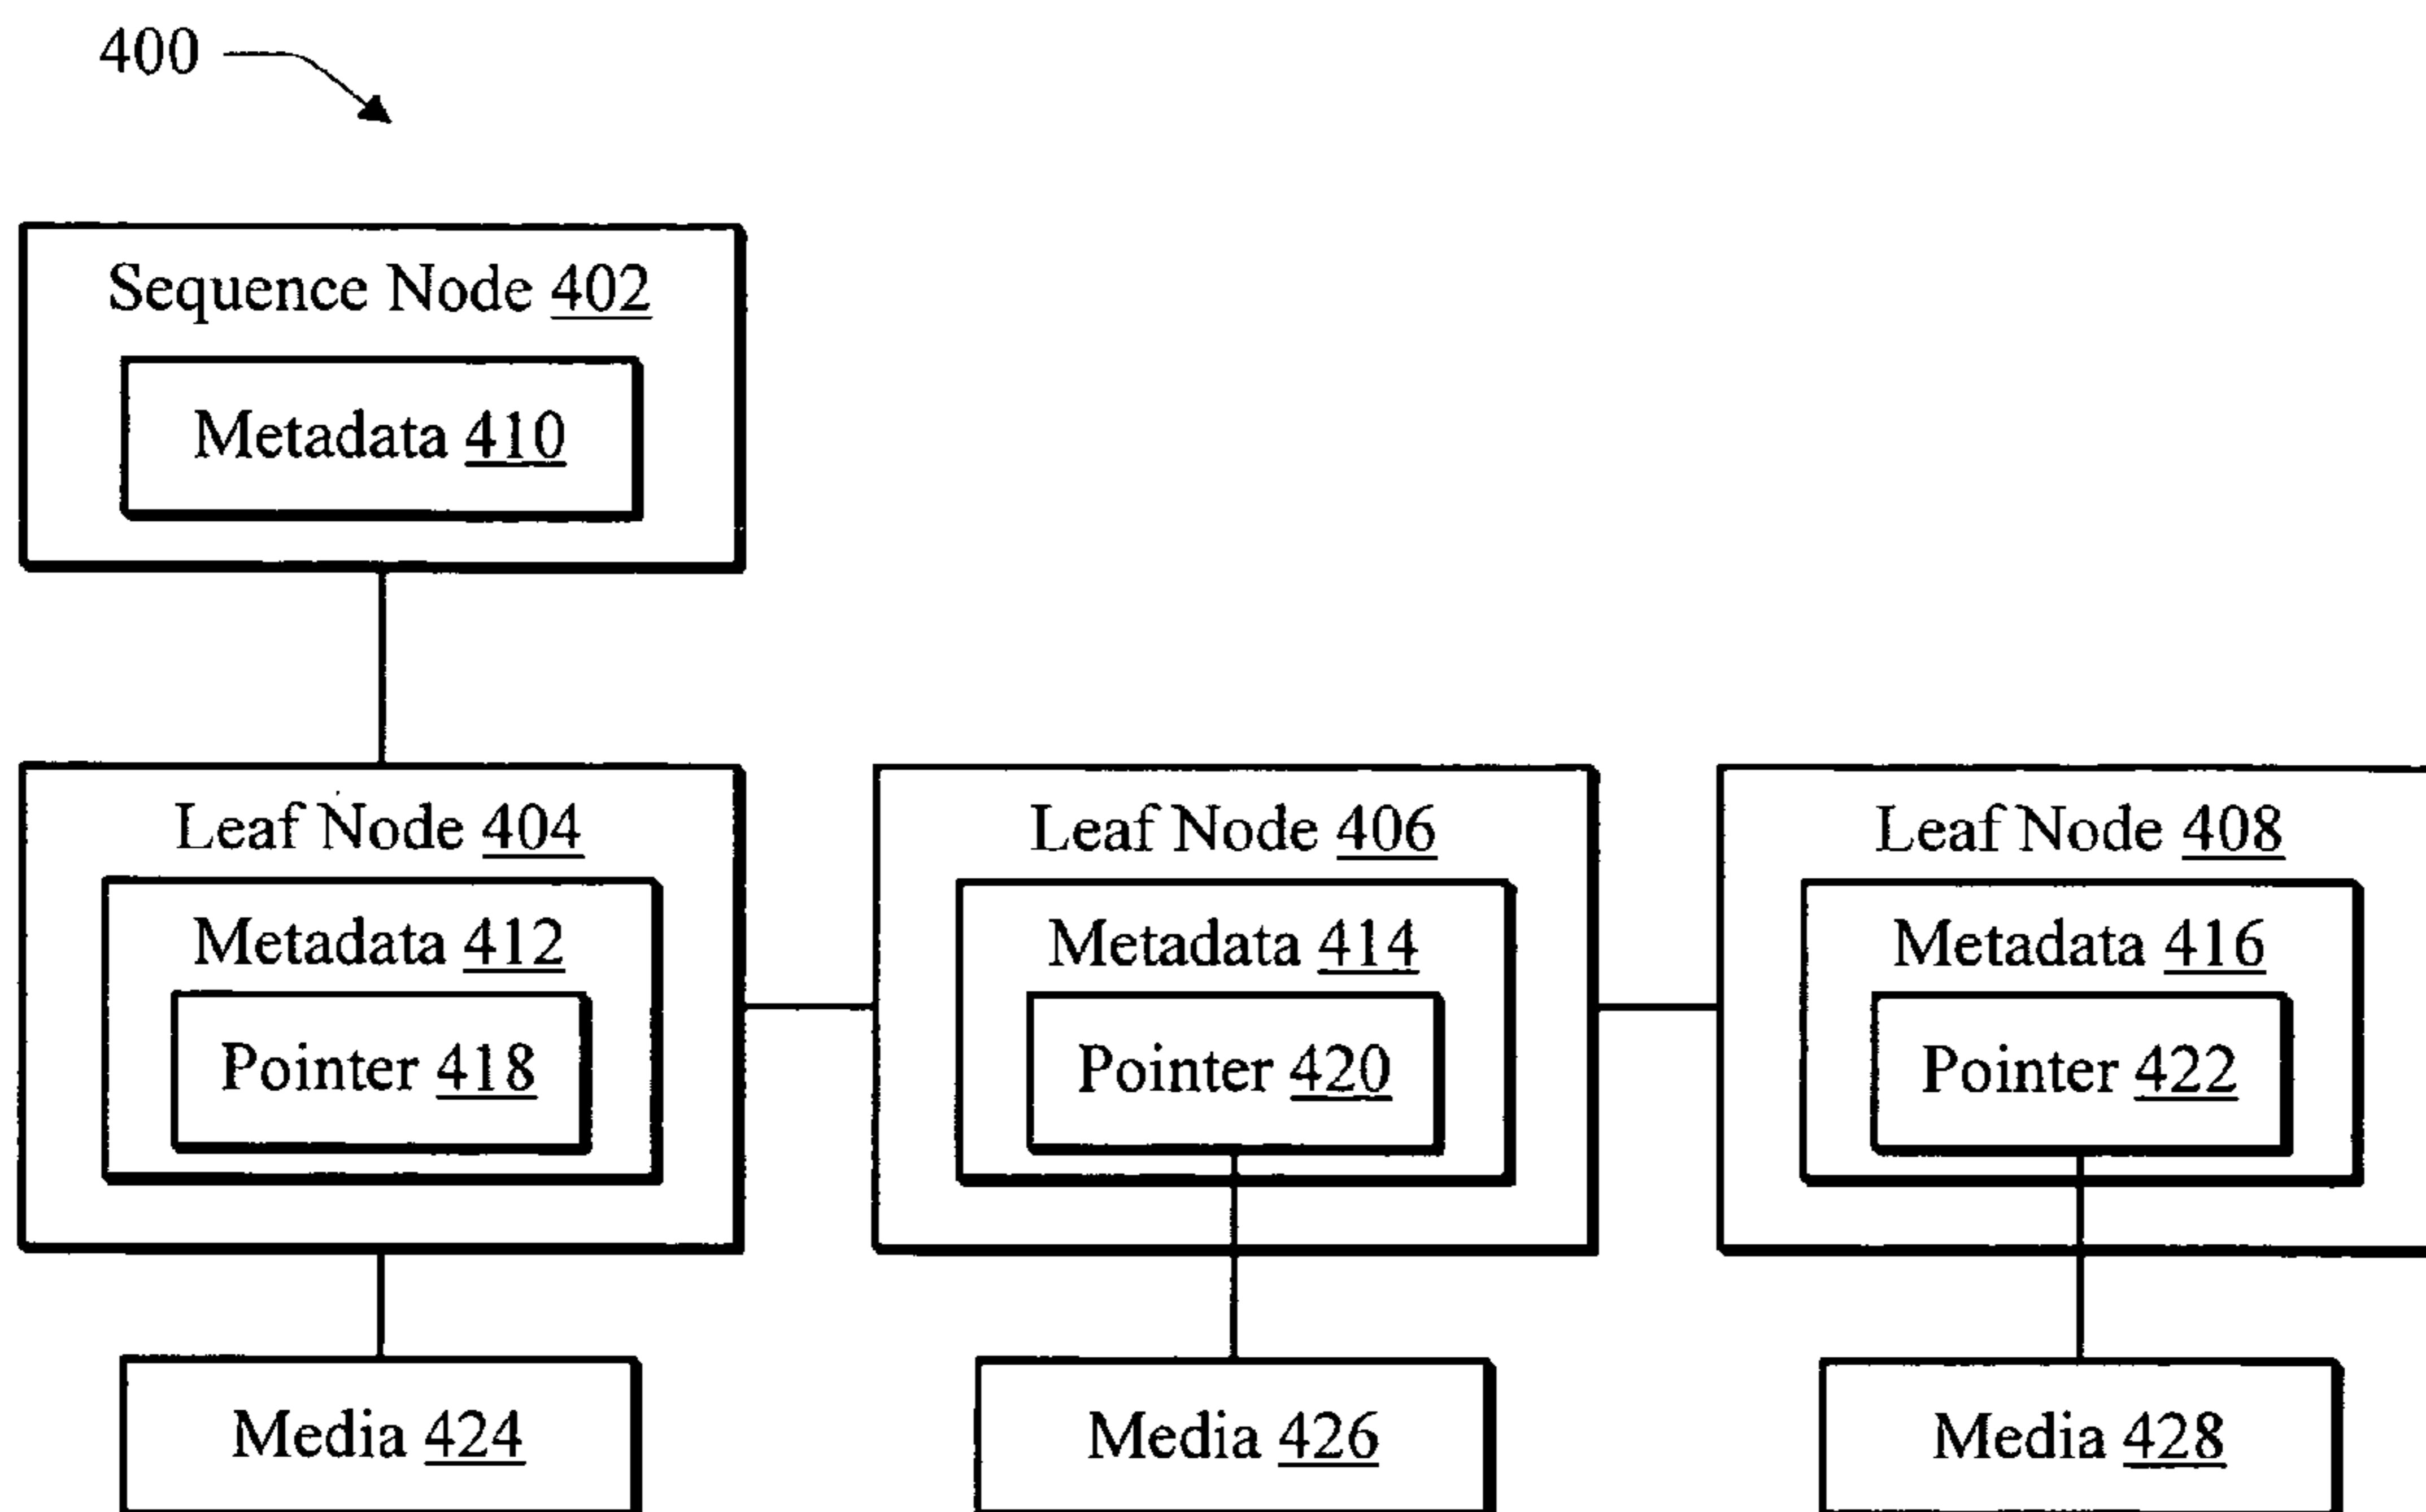 400
Sequence Node 402
Metadata 410
Leaf Node 404
Metadata 412
Pointer 418
Leaf Node 406
Metadata 414
Pointer 420
Leaf Node 408
Metadata 416
Pointer 422
Media 424
Media 426
Media 428